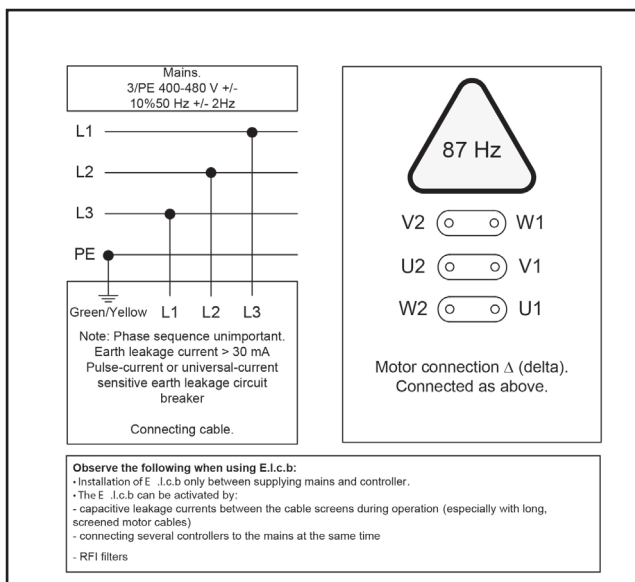 Mains.
3/PE 400-480 V +/-
10%50 Hz +/- 2Hz
L1
L2
L3
PE
Green/Yellow L1 L2 L3
Note: Phase sequence unimportant.
Earth leakage current > 30 mA
Pulse-current or universal-current
sensitive earth leakage circuit
breaker
Connecting cable.
87 Hz
V2 W1
U2 V1
W2 U1
Motor connection Δ (delta).
Connected as above.
Observe the following when using E.l.c.b:
• Installation of E .l.c.b only between supplying mains and controller.
• The E .l.c.b can be activated by:
- capacitive leakage currents between the cable screens during operation (especially with long,
screened motor cables)
- connecting several controllers to the mains at the same time
- RFI filters